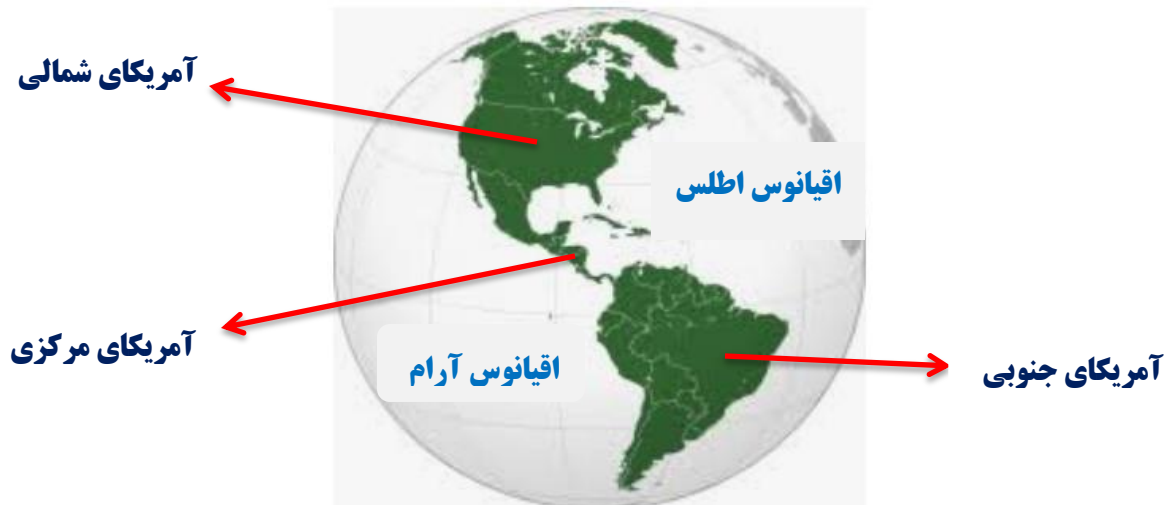 آمریکای شمالی
اقیانوس اطلس
آمریکای مرکزی
اقیانوس آرام
آمریکای جنوبی